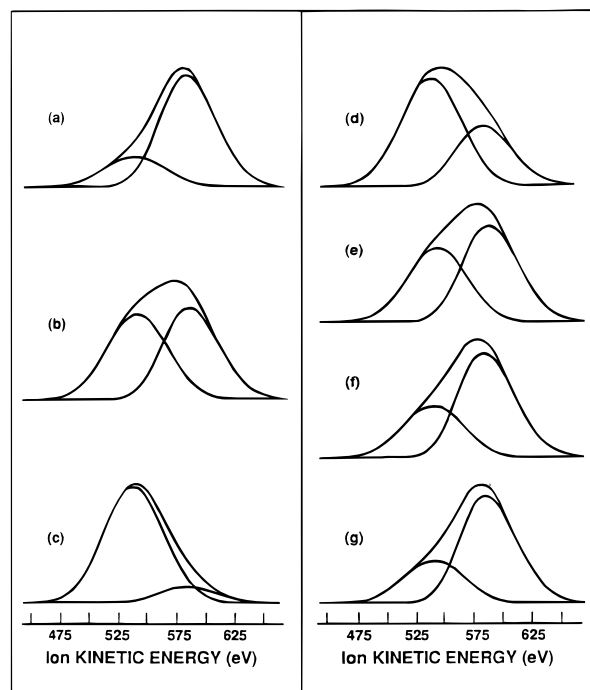 (a)
(b)
(c)
475 525 575 625
Ion KINETIC ENERGY (eV)
(d)
(e)
(f)
(g)
475 525 575 625
Ion KINETIC ENERGY (eV)